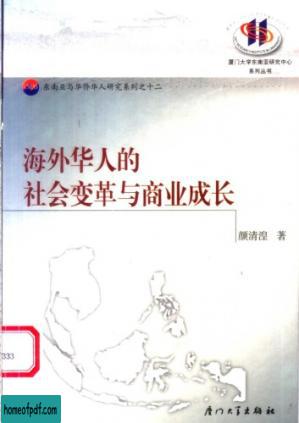 厦门大学东南亚研究中心
系列丛书
东南亚与华侨华人研究系列之十二
海外华人的
社会变革与商业成长
颜清湟 著
333
homeofpdf.com
厦门大学出版社
homeofpdf.com